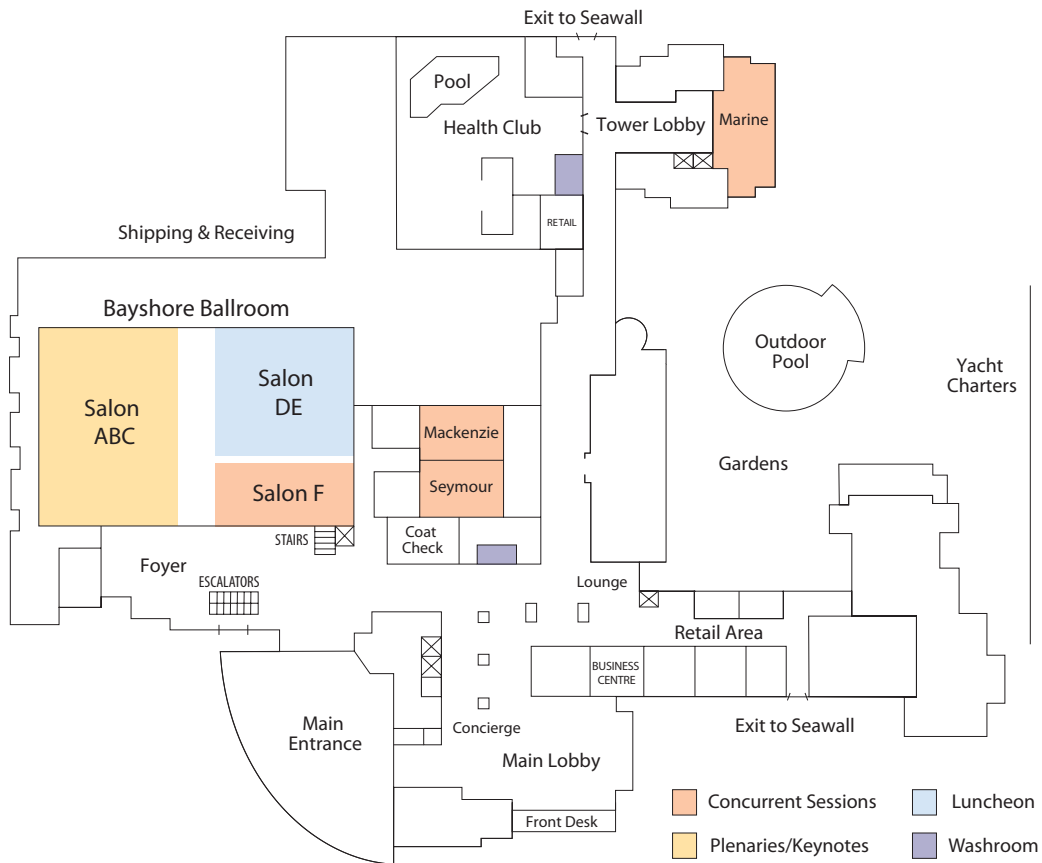 Exit to Seawall
Pool
Health Club
Tower Lobby
Marine
RETAIL
Shipping & Receiving
Bayshore Ballroom
Salon
ABC
Salon
DE
Salon F
Mackenzie
Seymour
Outdoor
Pool
Yacht
Charters
Gardens
STAIRS
Coat
Check
Foyer
ESCALATORS
Lounge
Retail Area
BUSINESS
CENTRE
Main
Entrance
Concierge
Main Lobby
Exit to Seawall
Front Desk
Concurrent Sessions
Luncheon
Plenaries/Keynotes
Washroom